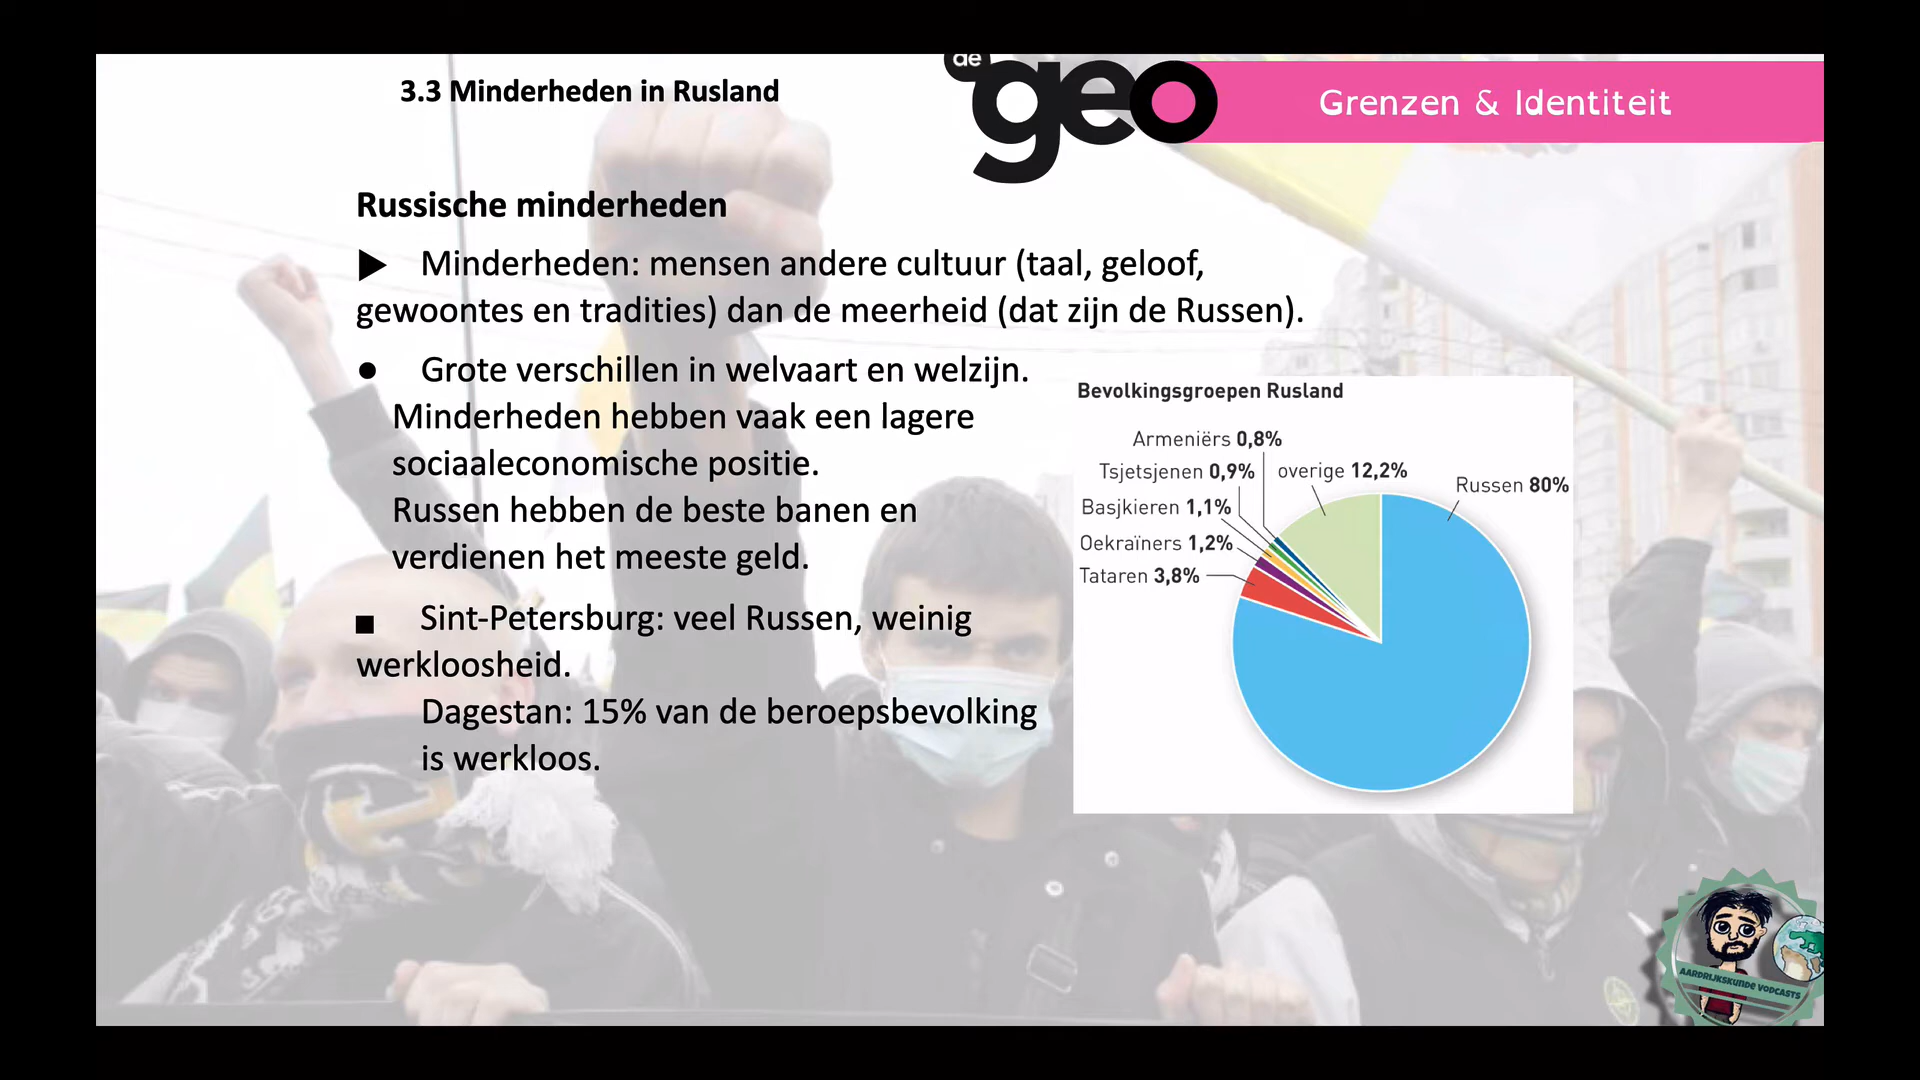 3.3 Minderheden in Rusland
de
geo
Grenzen & Identiteit
Russische minderheden
▶ Minderheden: mensen andere cultuur (taal, geloof,
gewoontes en tradities) dan de meerheid (dat zijn de Russen).
● Grote verschillen in welvaart en welzijn.
Minderheden hebben vaak een lagere
sociaaleconomische positie.
Russen hebben de beste banen en
verdienen het meeste geld.
■ Sint-Petersburg: veel Russen, weinig
werkloosheid.
Dagestan: 15% van de beroepsbevolking
is werkloos.
Bevolkingsgroepen Rusland
Armeniërs 0,8%
Tsjetsjenen 0,9%
overige 12,2%
Russen 80%
Basjkieren 1,1%
Oekraïners 1,2%
Tataren 3,8%
AARDRIJKSKUNDE VODCASTS